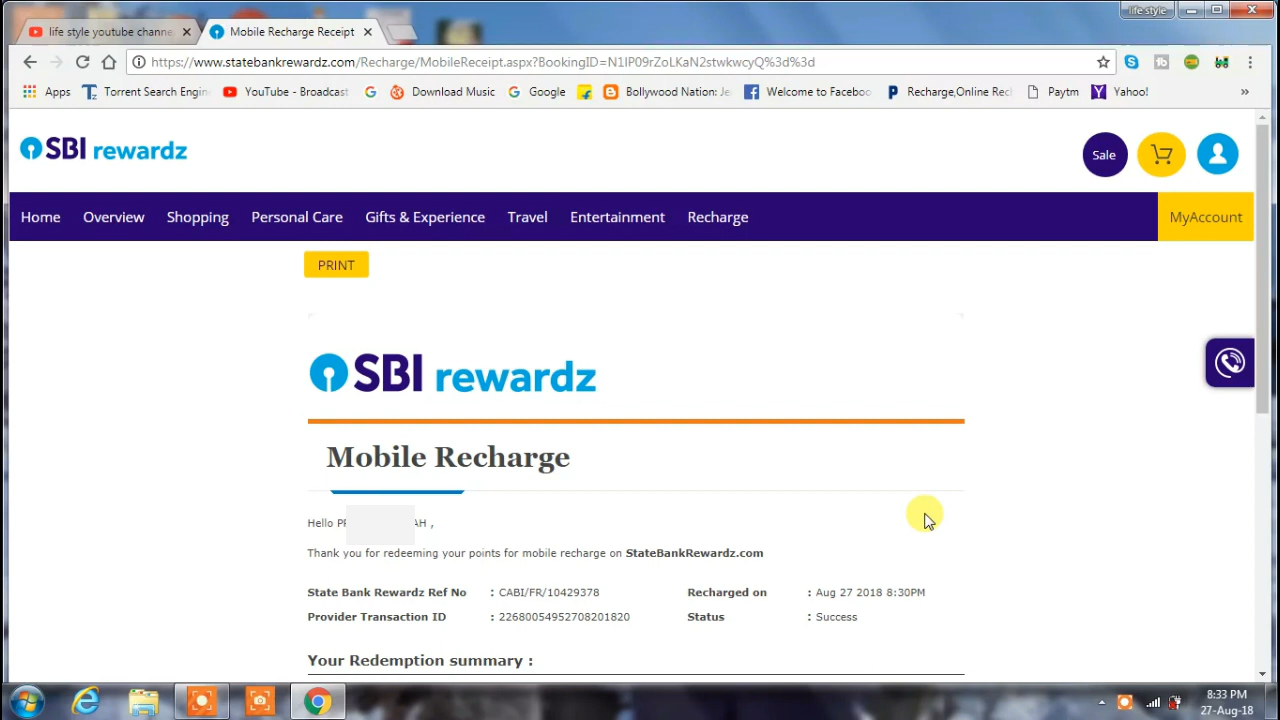 life style
life style youtube channe
Mobile Recharge Receipt
https://www.statebankrewardz.com/Recharge/MobileReceipt.aspx?BookingID=N1IP09rZoLKaN2stwkwcyQ%3d%3d
Apps Torrent Search Engin YouTube - Broadcast Download Music Google Bollywood Nation: Je Welcome to Faceboo Recharge,Online Rec Paytm Yahoo! »
SBI rewardz
Sale
Home Overview Shopping Personal Care Gifts & Experience Travel Entertainment Recharge MyAccount
PRINT
SBI rewardz
Mobile Recharge
Hello PR AH ,
Thank you for redeeming your points for mobile recharge on StateBankRewardz.com
State Bank Rewardz Ref No : CABI/FR/10429378 Recharged on : Aug 27 2018 8:30PM
Provider Transaction ID : 22680054952708201820 Status : Success
Your Redemption summary :
8:33 PM
27-Aug-18